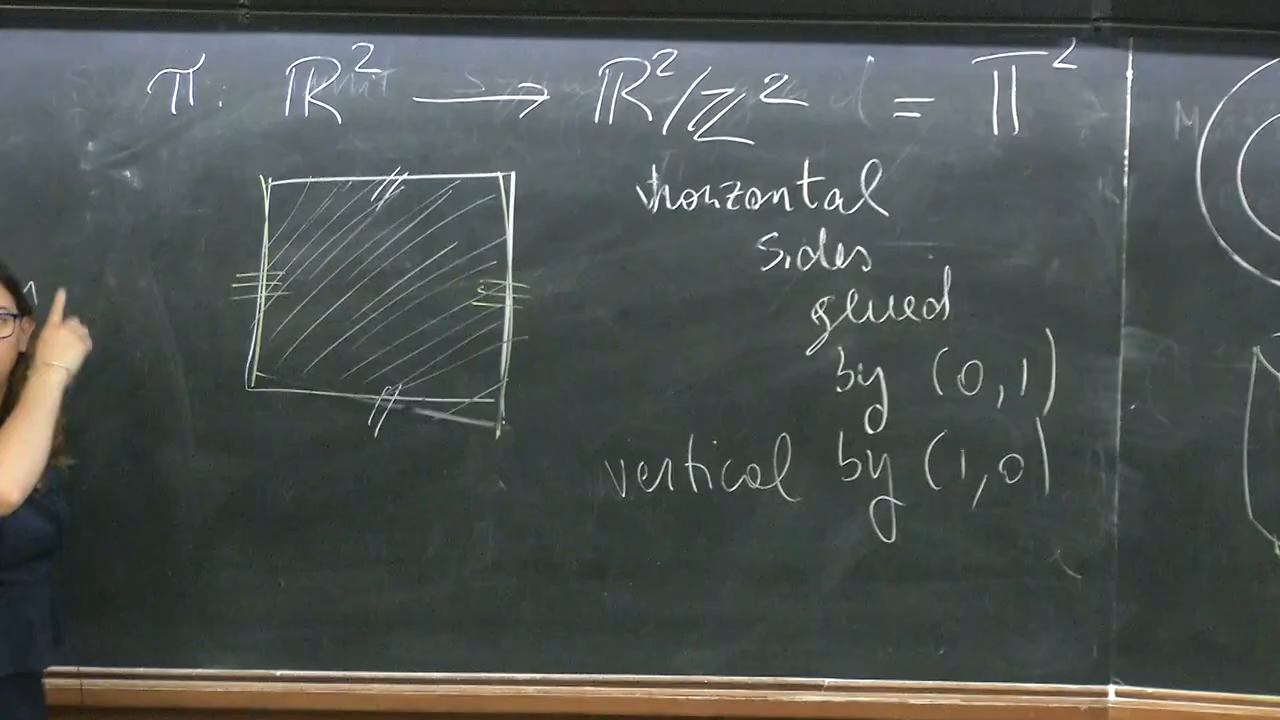 π: ℝ² → ℝ²/ℤ² = 𝕋²
horizontal
sides
glued
by (0,1)
vertical by (1,0)
M